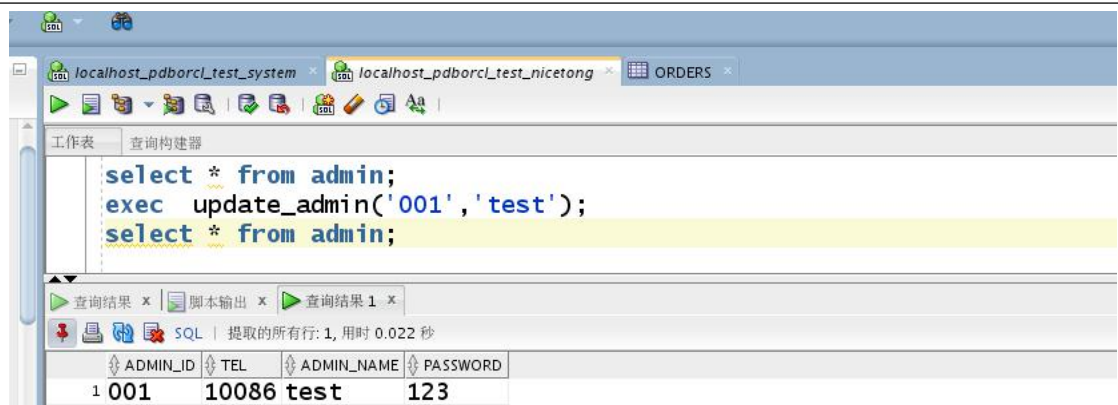 SQL
localhost_pdborcl_test_system × localhost_pdborcl_test_nicetong × ORDERS ×
工作表 查询构建器
select * from admin;
exec  update_admin('001','test');
select * from admin;
查询结果 x 脚本输出 x 查询结果 1 x
SQL | 提取的所有行: 1, 用时 0.022 秒
ADMIN_ID TEL ADMIN_NAME PASSWORD
1 001 10086 test 123